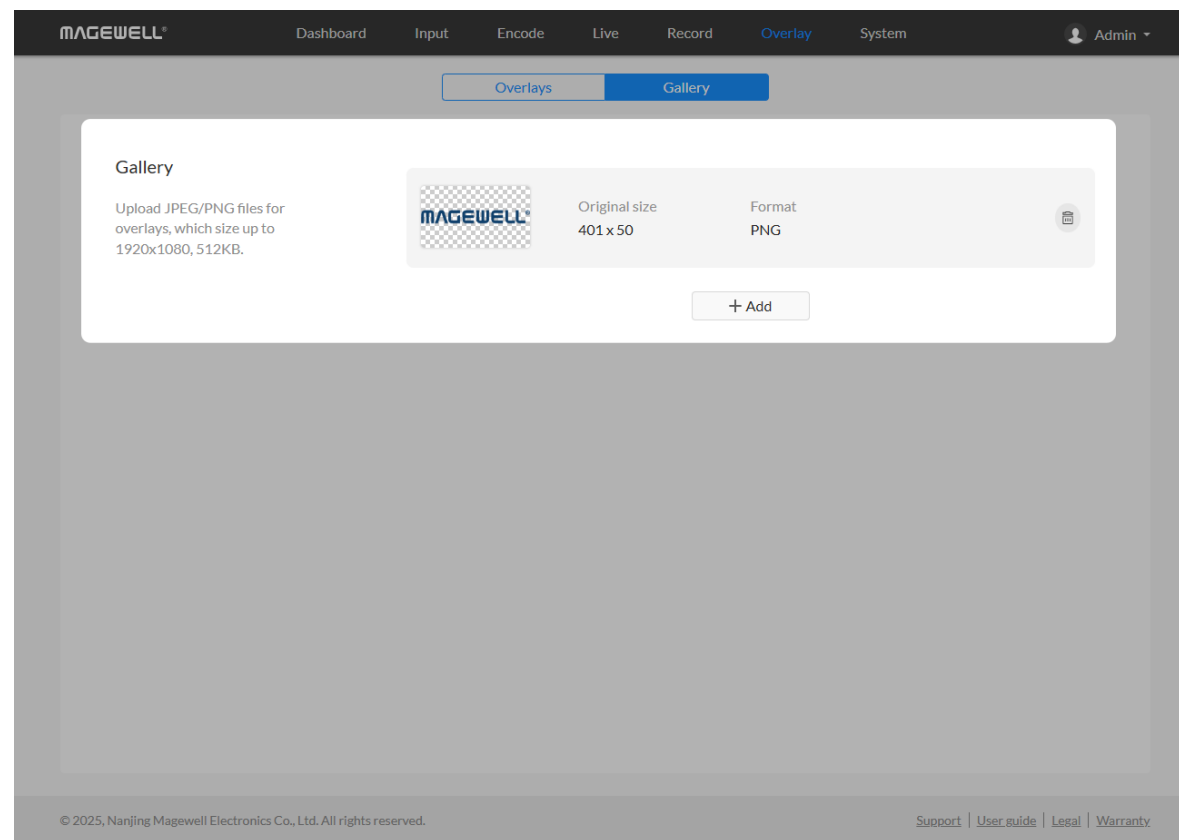 MAGEWELL®
Dashboard Input Encode Live Record Overlay System Admin
Overlays Gallery
Gallery
Upload JPEG/PNG files for
overlays, which size up to
1920x1080, 512KB.
MAGEWELL®
Original size Format
401 x 50 PNG
+ Add
© 2025, Nanjing Magewell Electronics Co., Ltd. All rights reserved. Support | User guide | Legal | Warranty